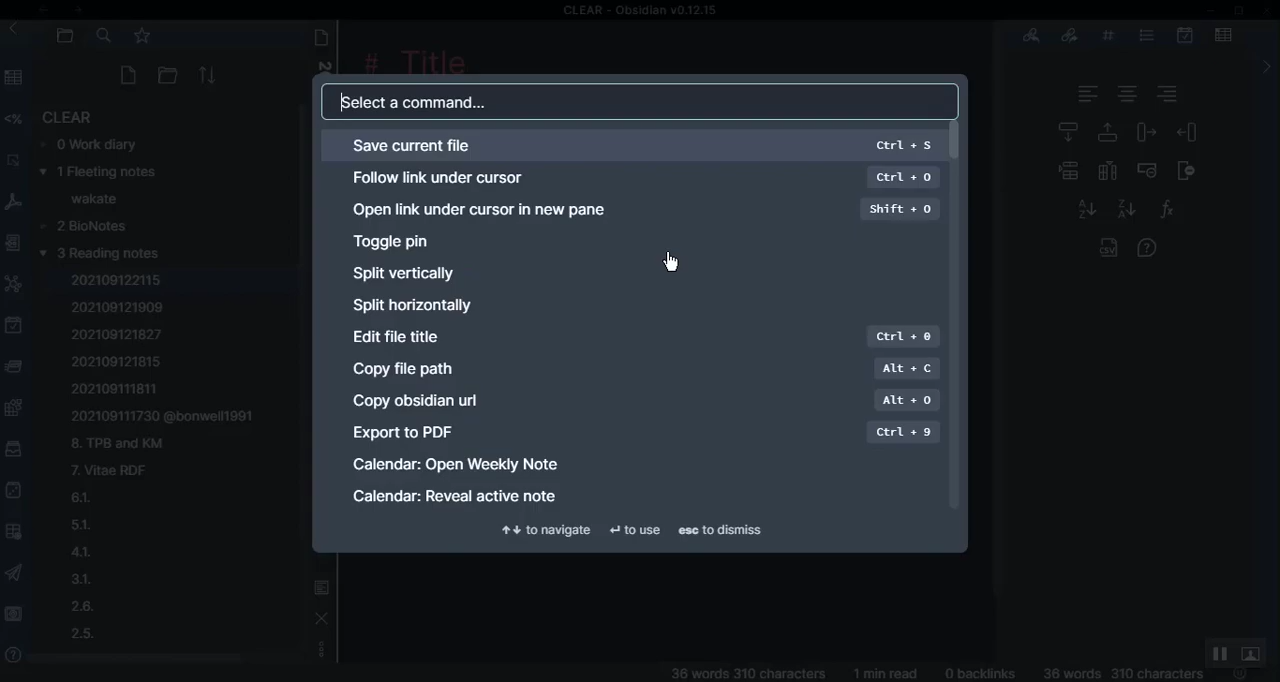 CLEAR - Obsidian v0.12.15
# Title
Select a command...
Save current file Ctrl + S
Follow link under cursor Ctrl + O
Open link under cursor in new pane Shift + O
Toggle pin
Split vertically
Split horizontally
Edit file title Ctrl + 0
Copy file path Alt + C
Copy obsidian url Alt + O
Export to PDF Ctrl + 9
Calendar: Open Weekly Note
Calendar: Reveal active note
↑↓ to navigate ↵ to use esc to dismiss
CLEAR
0 Work diary
1 Fleeting notes
wakate
2 BioNotes
3 Reading notes
202109122115
202109121909
202109121827
202109121815
202109111811
202109111730 @bonwell1991
8. TPB and KM
7. Vitae RDF
6.1.
5.1.
4.1.
3.1.
2.6.
2.5.
36 words 310 characters 1 min read 0 backlinks 36 words 310 characters